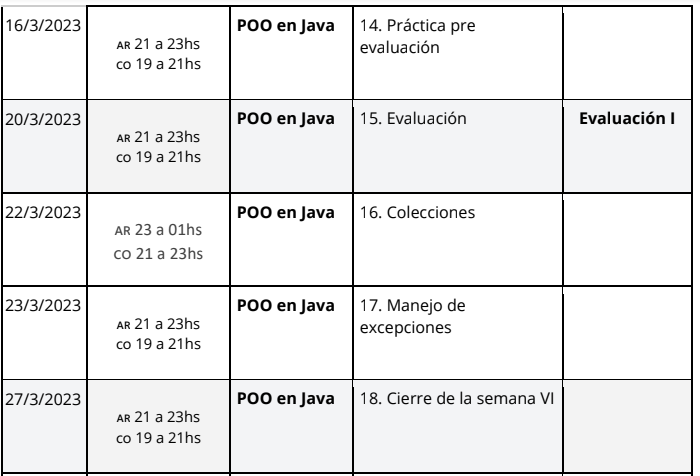 16/3/2023
AR 21 a 23hs
CO 19 a 21hs
POO en Java
14. Práctica pre
evaluación
20/3/2023
AR 21 a 23hs
CO 19 a 21hs
POO en Java
15. Evaluación
Evaluación I
22/3/2023
AR 23 a 01hs
CO 21 a 23hs
POO en Java
16. Colecciones
23/3/2023
AR 21 a 23hs
CO 19 a 21hs
POO en Java
17. Manejo de
excepciones
27/3/2023
AR 21 a 23hs
CO 19 a 21hs
POO en Java
18. Cierre de la semana VI